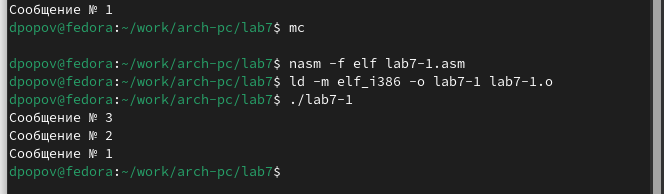 Сообщение № 1
dpopov@fedora:~/work/arch-pc/lab7$ mc
dpopov@fedora:~/work/arch-pc/lab7$ nasm -f elf lab7-1.asm
dpopov@fedora:~/work/arch-pc/lab7$ ld -m elf_i386 -o lab7-1 lab7-1.o
dpopov@fedora:~/work/arch-pc/lab7$ ./lab7-1
Сообщение № 3
Сообщение № 2
Сообщение № 1
dpopov@fedora:~/work/arch-pc/lab7$